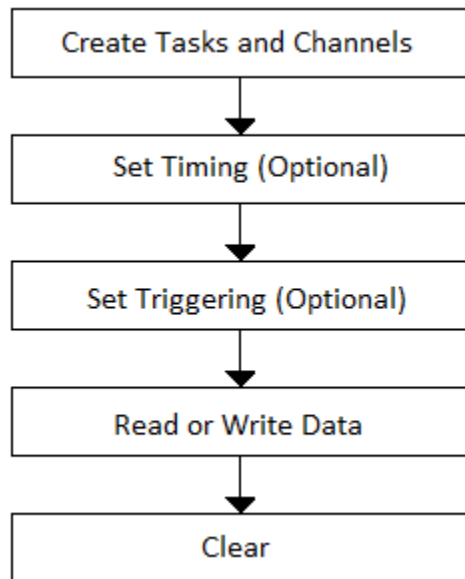 Create Tasks and Channels
Set Timing (Optional)
Set Triggering (Optional)
Read or Write Data
Clear